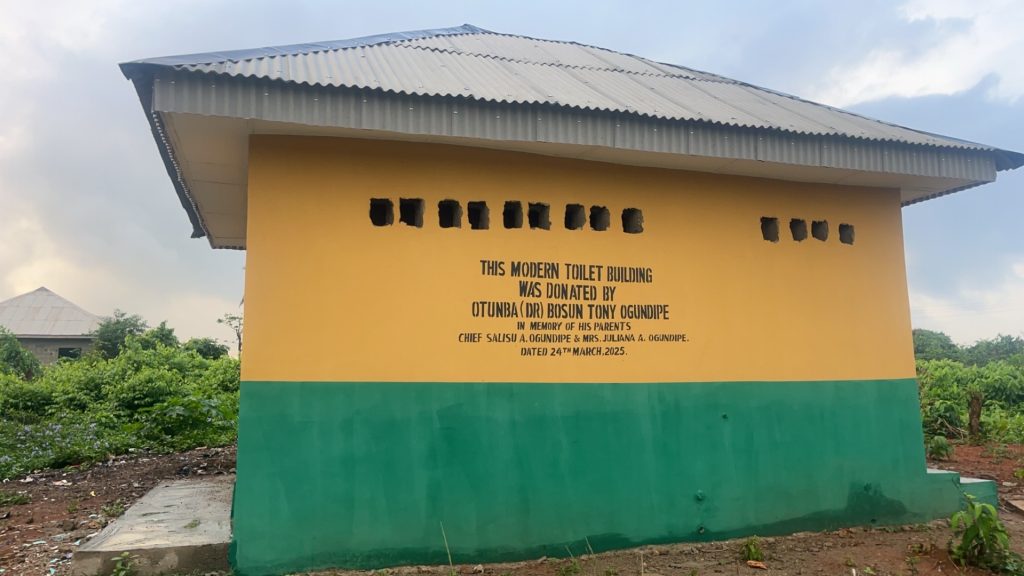 THIS MODERN TOILET BUILDING
WAS DONATED BY
OTUNBA (DR) BOSUN TONY OGUNDIPE
IN MEMORY OF HIS PARENTS
CHIEF SALISU A. OGUNDIPE & MRS. JULIANA A. OGUNDIPE.
DATED 24TH MARCH, 2025.